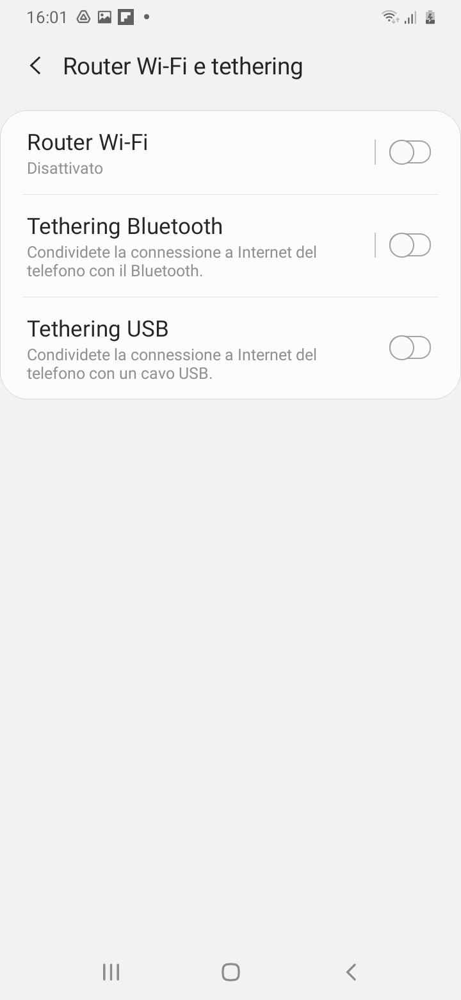 16:01
Router Wi-Fi e tethering
Router Wi-Fi
Disattivato
Tethering Bluetooth
Condividete la connessione a Internet del
telefono con il Bluetooth.
Tethering USB
Condividete la connessione a Internet del
telefono con un cavo USB.